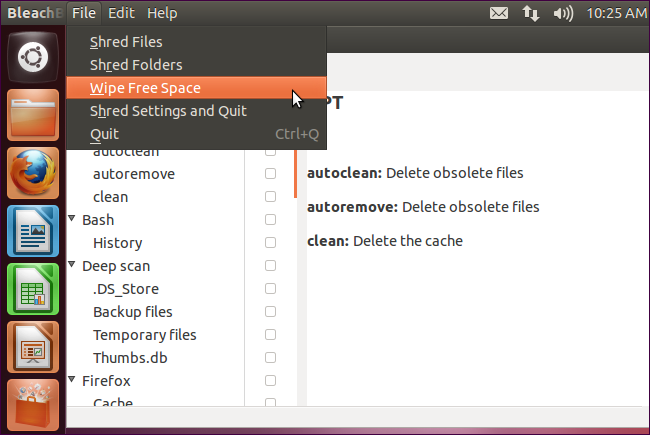 BleachB File Edit Help 10:25 AM
Shred Files
Shred Folders
Wipe Free Space
Shred Settings and Quit
Quit Ctrl+Q
PT
autoclean
autoremove
clean
Bash
History
Deep scan
.DS_Store
Backup files
Temporary files
Thumbs.db
Firefox
Cache
autoclean: Delete obsolete files
autoremove: Delete obsolete files
clean: Delete the cache